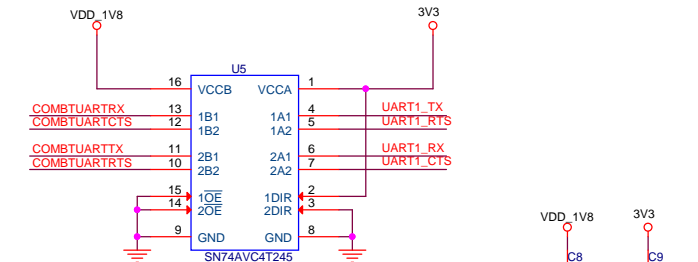 VDD_1V8 3V3
U5
16 VCCB VCCA 1
COMBTUARTRX 13 1B1 1A1 4 UART1_TX
COMBTUARTCTS 12 1B2 1A2 5 UART1_RTS
COMBTUARTTX 11 2B1 2A1 6 UART1_RX
COMBTUARTRTS 10 2B2 2A2 7 UART1_CTS
15 1OE 1DIR 2
14 2OE 2DIR 3
9 GND GND 8
SN74AVC4T245
VDD_1V8 3V3
C8 C9